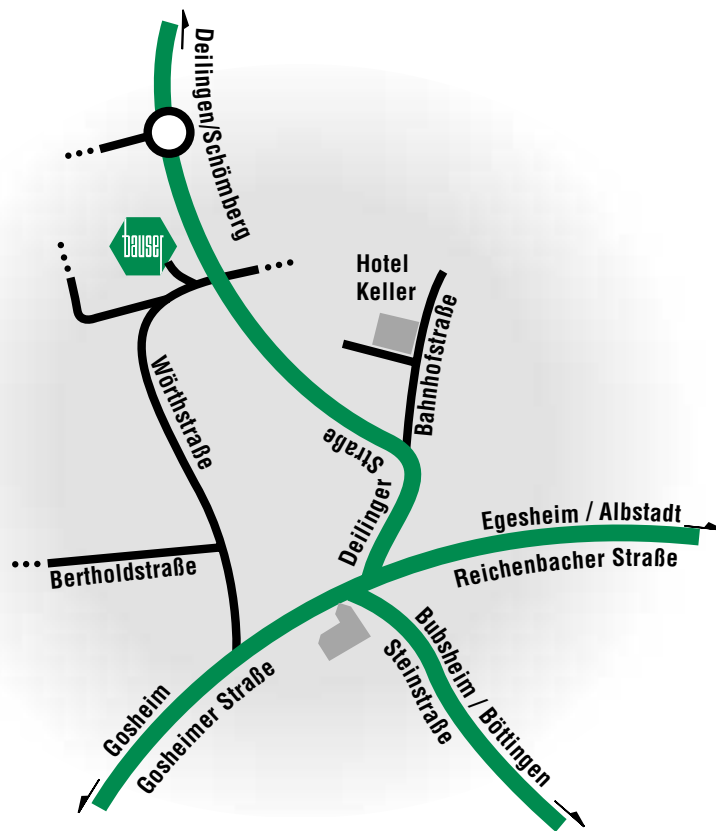 Deilingen/Schömberg
bauser
Hotel
Keller
Bahnhofstraße
Wörthstraße
Deilinger
Straße
Egesheim / Albstadt
Reichenbacher Straße
Bertholdstraße
Bubsheim / Böttingen
Steinstraße
Gosheim
Gosheimer Straße